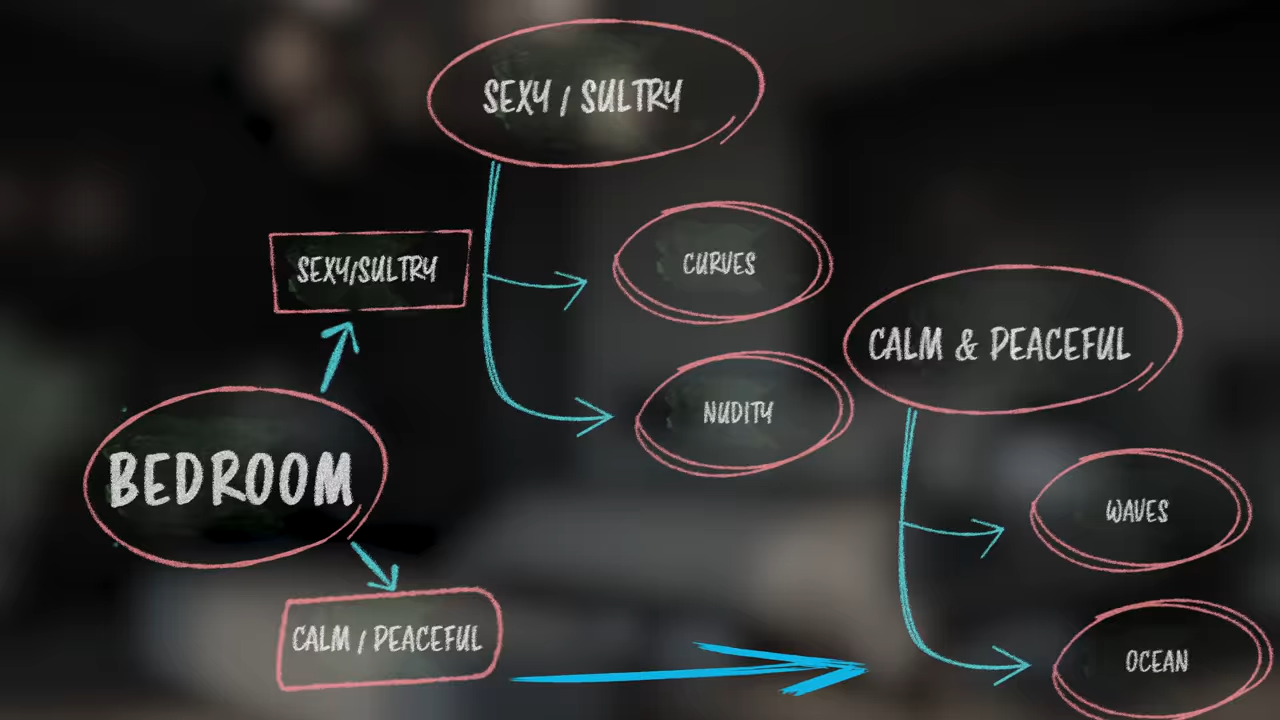 SEXY / SULTRY
SEXY/SULTRY
CURVES
CALM & PEACEFUL
NUDITY
BEDROOM
WAVES
CALM / PEACEFUL
OCEAN